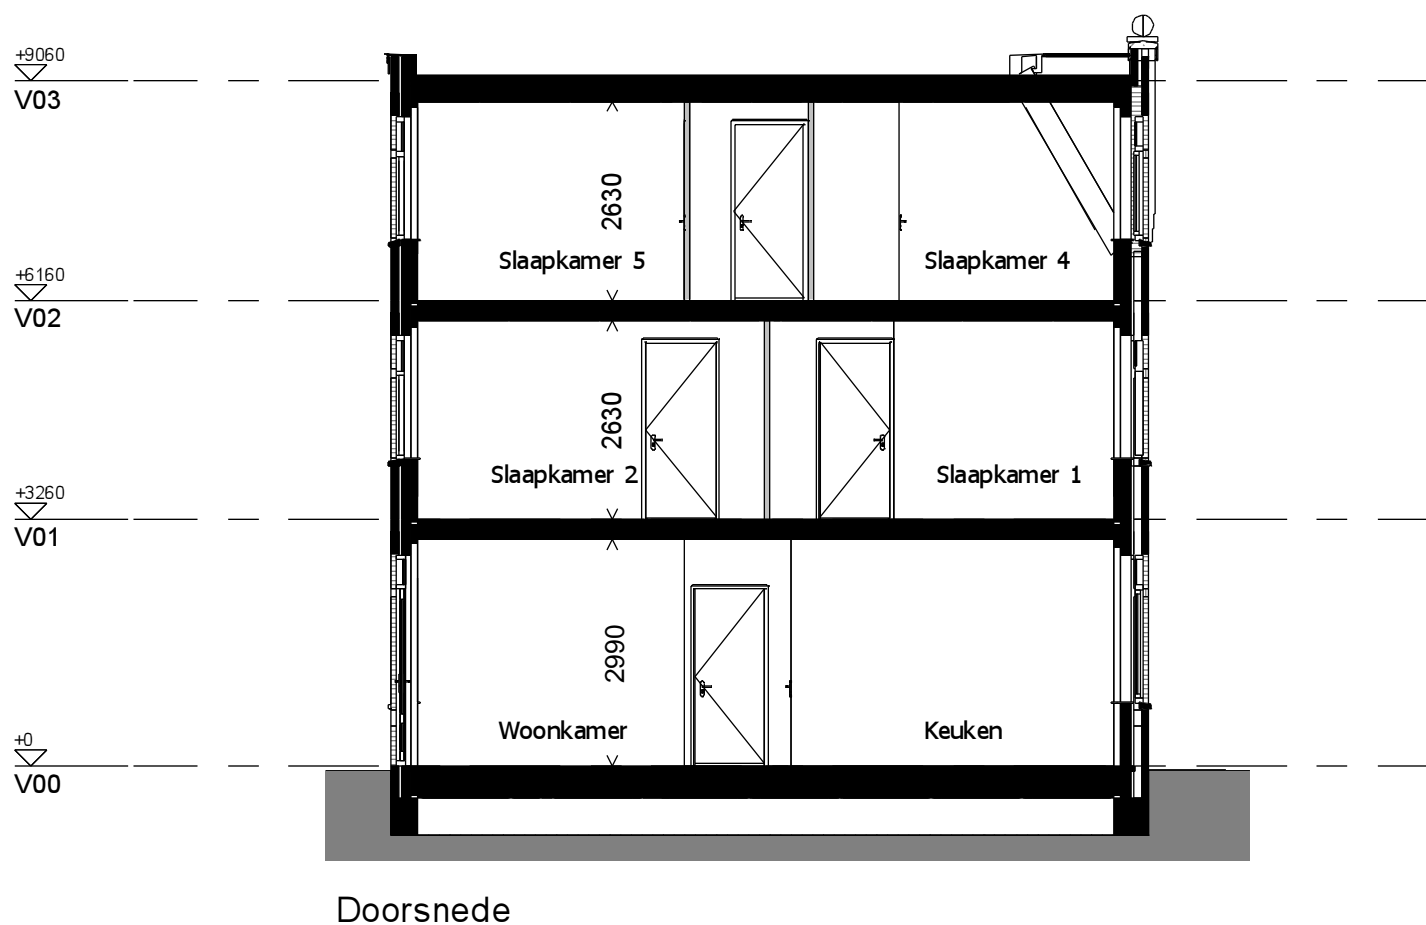 +9060
V03
2630
Slaapkamer 5
Slaapkamer 4
+6160
V02
2630
Slaapkamer 2
Slaapkamer 1
+3260
V01
2990
Woonkamer
Keuken
+0
V00
Doorsnede